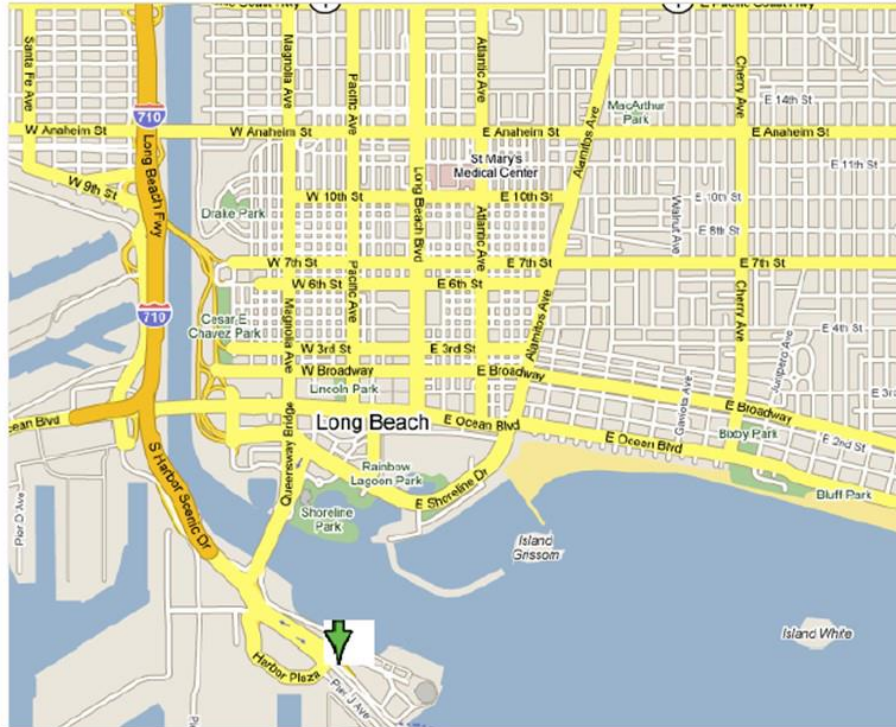 Santa Fe Ave
Magnolia Ave
Pacific Ave
Atlantic Ave
Cherry Ave
E 14th St
MacArthur
Park
710
Long Beach Fwy
W Anaheim St
W Anaheim St
E Anaheim St
Alamitos Ave
E Anaheim St
St Mary's
Medical Center
E 11th St
W 9th St
W 10th St
Long Beach Blvd
E 10th St
Walnut Ave
E 10th St
Drake Park
Atlantic Ave
E 8th St
W 7th St
E 7th St
E 7th St
W 6th St
Pacific Ave
E 6th St
710
Cesar E
Chavez Park
Magnolia Ave
Alamitos Ave
Cherry Ave
E 4th St
Junipero Ave
W 3rd St
E 3rd St
W Broadway
E Broadway
Lincoln Park
Gaviota Ave
E 3r
E Broadway
cean Blvd
Long Beach
E Ocean Blvd
E Ocean Blvd
Bixby Park
E 2nd St
S Harbor Scenic Dr
Queensway Bridge
Rainbow
Lagoon Park
E Shoreline Dr
Bluff Park
Pier D Ave
Shoreline
Park
Island
Grissom
Island White
Harbor Plaza
Pier J Ave